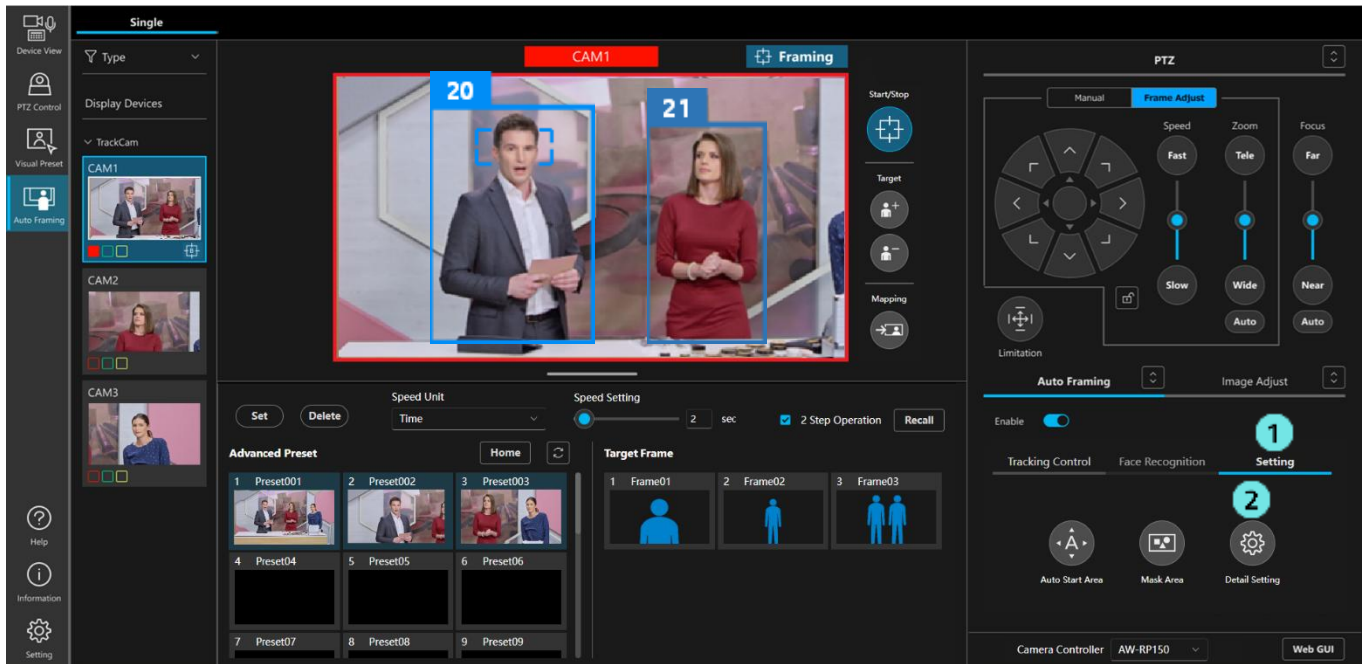 Device View
PTZ Control
Visual Preset
Auto Framing
Help
Information
Setting
Single
Type
Display Devices
TrackCam
CAM1
CAM2
CAM3
CAM1
Framing
20
21
Start/Stop
Target
Mapping
Set
Delete
Speed Unit
Time
Speed Setting
2 sec
2 Step Operation
Recall
Advanced Preset
Home
1 Preset001
2 Preset002
3 Preset003
4 Preset04
5 Preset05
6 Preset06
7 Preset07
8 Preset08
9 Preset09
Target Frame
1 Frame01
2 Frame02
3 Frame03
PTZ
Manual
Frame Adjust
Speed
Zoom
Focus
Fast
Tele
Far
Slow
Wide
Near
Auto
Auto
Limitation
Auto Framing
Image Adjust
Enable
1
Tracking Control
Face Recognition
Setting
2
A
Auto Start Area
Mask Area
Detail Setting
Camera Controller
AW-RP150
Web GUI